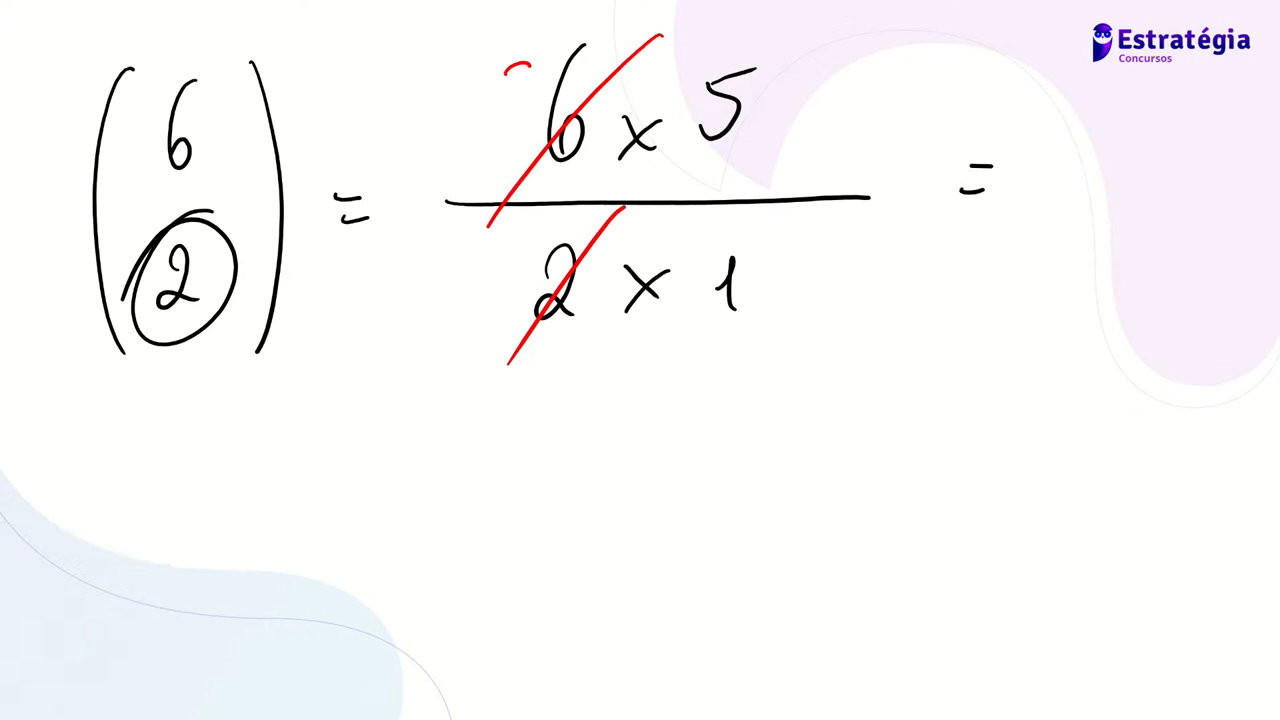 Estratégia
Concursos
( 6 2 ) = 6 x 5 =
2 x 1